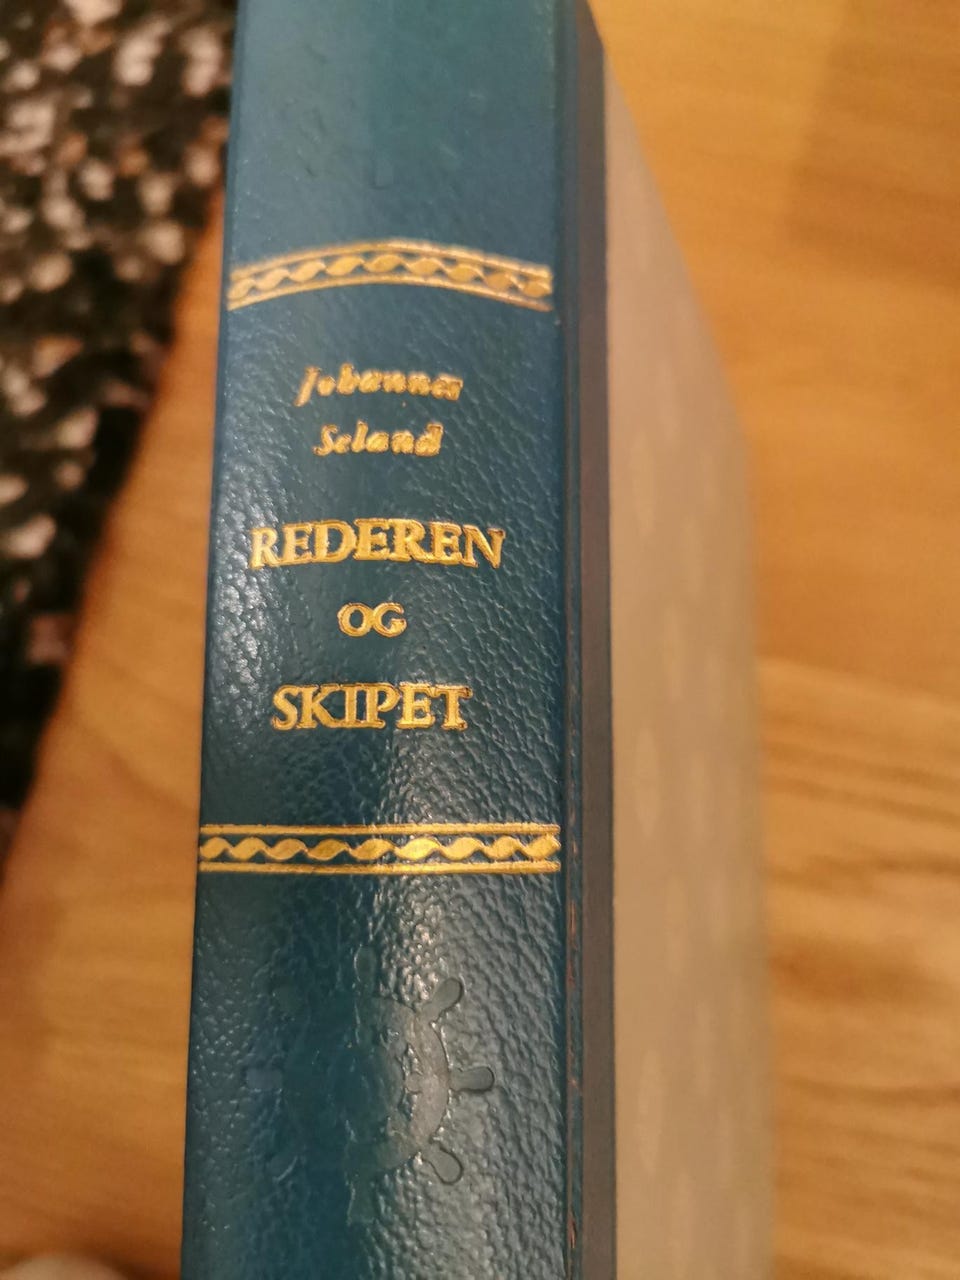 Johannes
Seland
REDEREN
OG
SKIPET